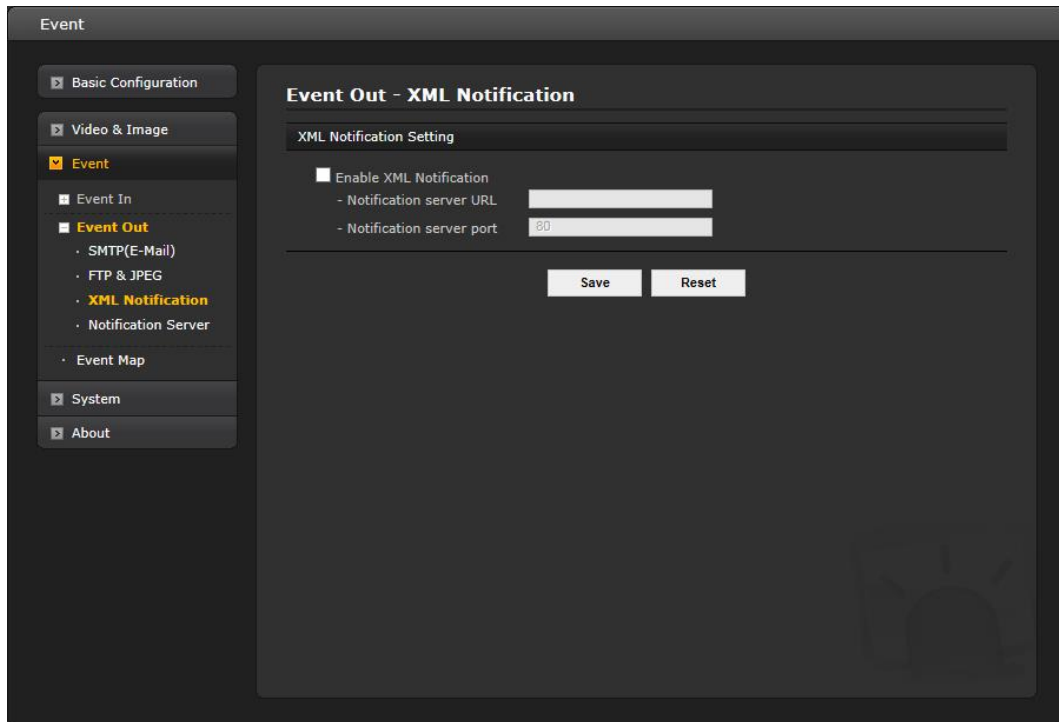 Event
Basic Configuration
Video & Image
Event
Event In
Event Out
· SMTP(E-Mail)
· FTP & JPEG
· XML Notification
· Notification Server
· Event Map
System
About
Event Out - XML Notification
XML Notification Setting
Enable XML Notification
- Notification server URL
- Notification server port 80
Save Reset